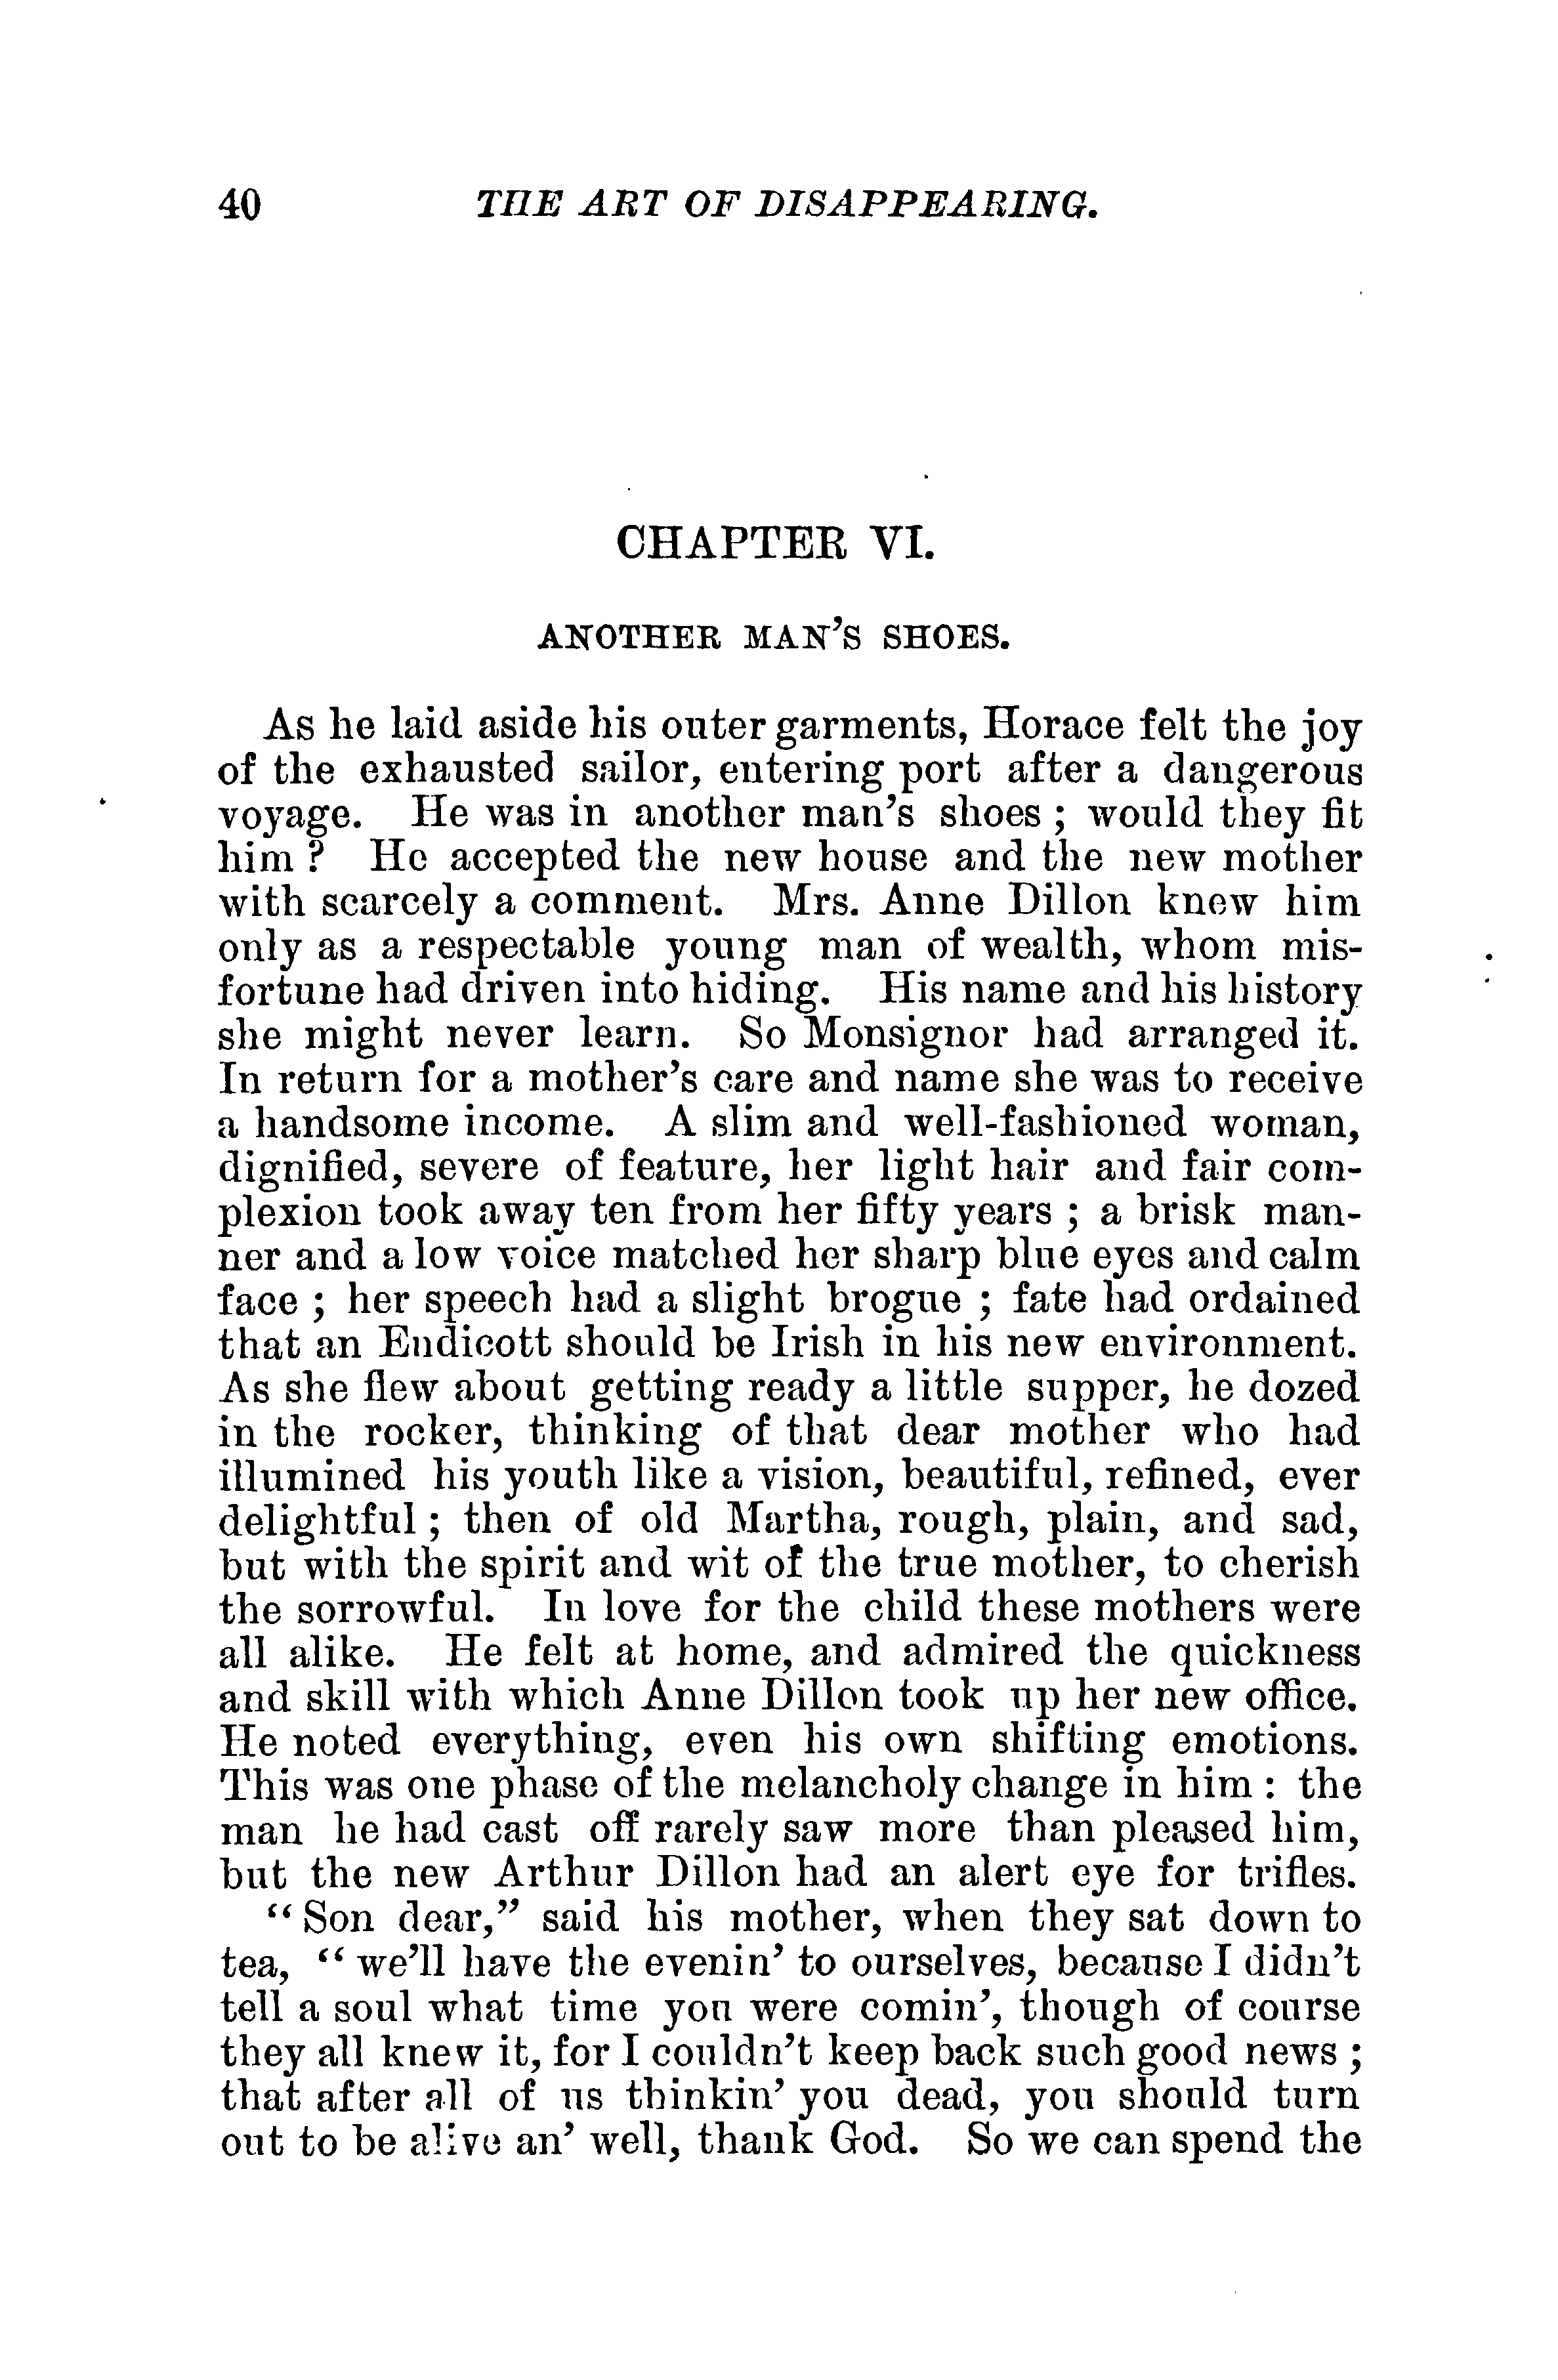 40 THE ART OF DISAPPEARING.
CHAPTER VI.
ANOTHER MAN'S SHOES.
As he laid aside his outer garments, Horace felt the joy
of the exhausted sailor, entering port after a dangerous
voyage. He was in another man's shoes ; would they fit
him ? He accepted the new house and the new mother
with scarcely a comment. Mrs. Anne Dillon knew him
only as a respectable young man of wealth, whom mis-
fortune had driven into hiding. His name and his history
she might never learn. So Monsignor had arranged it.
In return for a mother's care and name she was to receive
a handsome income. A slim and well-fashioned woman,
dignified, severe of feature, her light hair and fair com-
plexion took away ten from her fifty years ; a brisk man-
ner and a low voice matched her sharp blue eyes and calm
face ; her speech had a slight brogue ; fate had ordained
that an Endicott should be Irish in his new environment.
As she flew about getting ready a little supper, he dozed
in the rocker, thinking of that dear mother who had
illumined his youth like a vision, beautiful, refined, ever
delightful ; then of old Martha, rough, plain, and sad,
but with the spirit and wit of the true mother, to cherish
the sorrowful. In love for the child these mothers were
all alike. He felt at home, and admired the quickness
and skill with which Anne Dillon took up her new office.
He noted everything, even his own shifting emotions.
This was one phase of the melancholy change in him : the
man he had cast off rarely saw more than pleased him,
but the new Arthur Dillon had an alert eye for trifles.
“ Son dear,” said his mother, when they sat down to
tea, “ we'll have the evenin' to ourselves, because I didn't
tell a soul what time you were comin', though of course
they all knew it, for I couldn't keep back such good news ;
that after all of us thinkin' you dead, you should turn
out to be alive an' well, thank God. So we can spend the